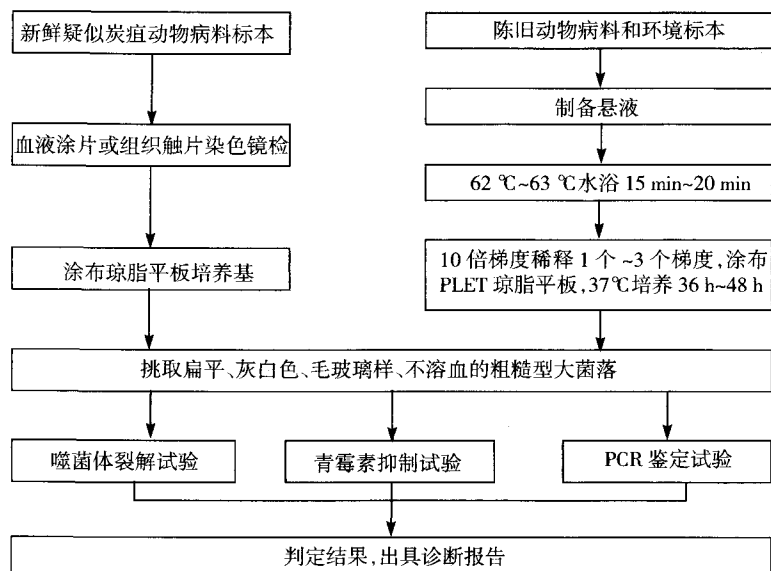 新鲜疑似炭疽动物病料标本
陈旧动物病料和环境标本
制备悬液
血液涂片或组织触片染色镜检
62 ℃~63 ℃水浴 15 min~20 min
涂布琼脂平板培养基
10 倍梯度稀释 1 个 ~3 个梯度,涂布
PLET 琼脂平板,37℃培养 36 h~48 h
挑取扁平、灰白色、毛玻璃样、不溶血的粗糙型大菌落
噬菌体裂解试验
青霉素抑制试验
PCR 鉴定试验
判定结果,出具诊断报告